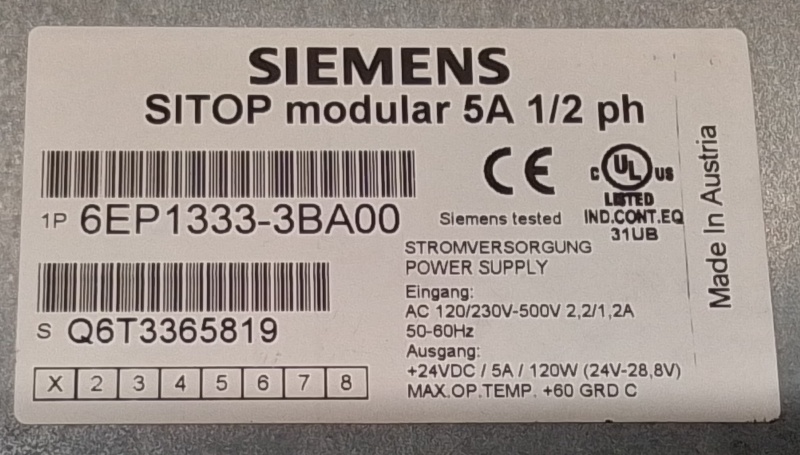 SIEMENS
SITOP modular 5A 1/2 ph
1P 6EP1333-3BA00
S Q6T3365819
X 2 3 4 5 6 7 8
CE
Siemens tested
C UL US
LISTED
IND.CONT.EQ
31UB
STROMVERSORGUNG
POWER SUPPLY
Eingang:
AC 120/230V-500V 2,2/1,2A
50-60Hz
Ausgang:
+24VDC / 5A / 120W (24V-28,8V)
MAX.OP.TEMP. +60 GRD C
Made In Austria